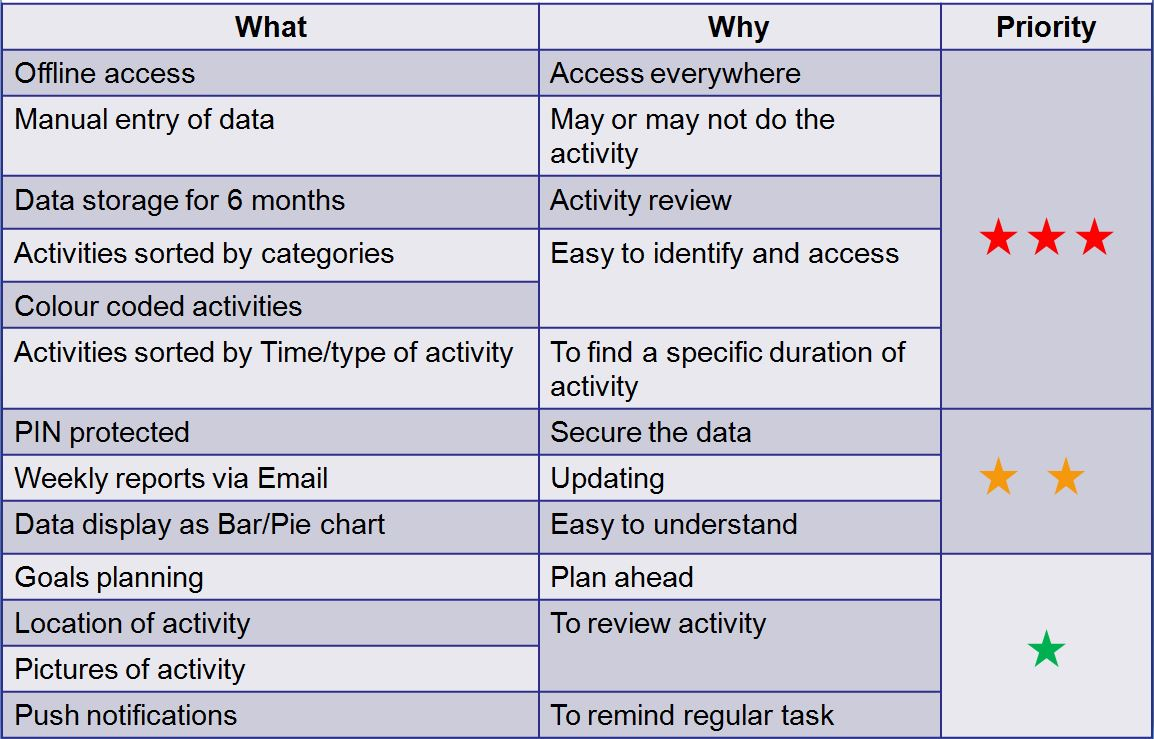 What Why Priority
Offline access Access everywhere
Manual entry of data May or may not do the
activity
Data storage for 6 months Activity review
Activities sorted by categories Easy to identify and access
Colour coded activities
Activities sorted by Time/type of activity To find a specific duration of
activity
PIN protected Secure the data
Weekly reports via Email Updating
Data display as Bar/Pie chart Easy to understand
Goals planning Plan ahead
Location of activity To review activity
Pictures of activity
Push notifications To remind regular task